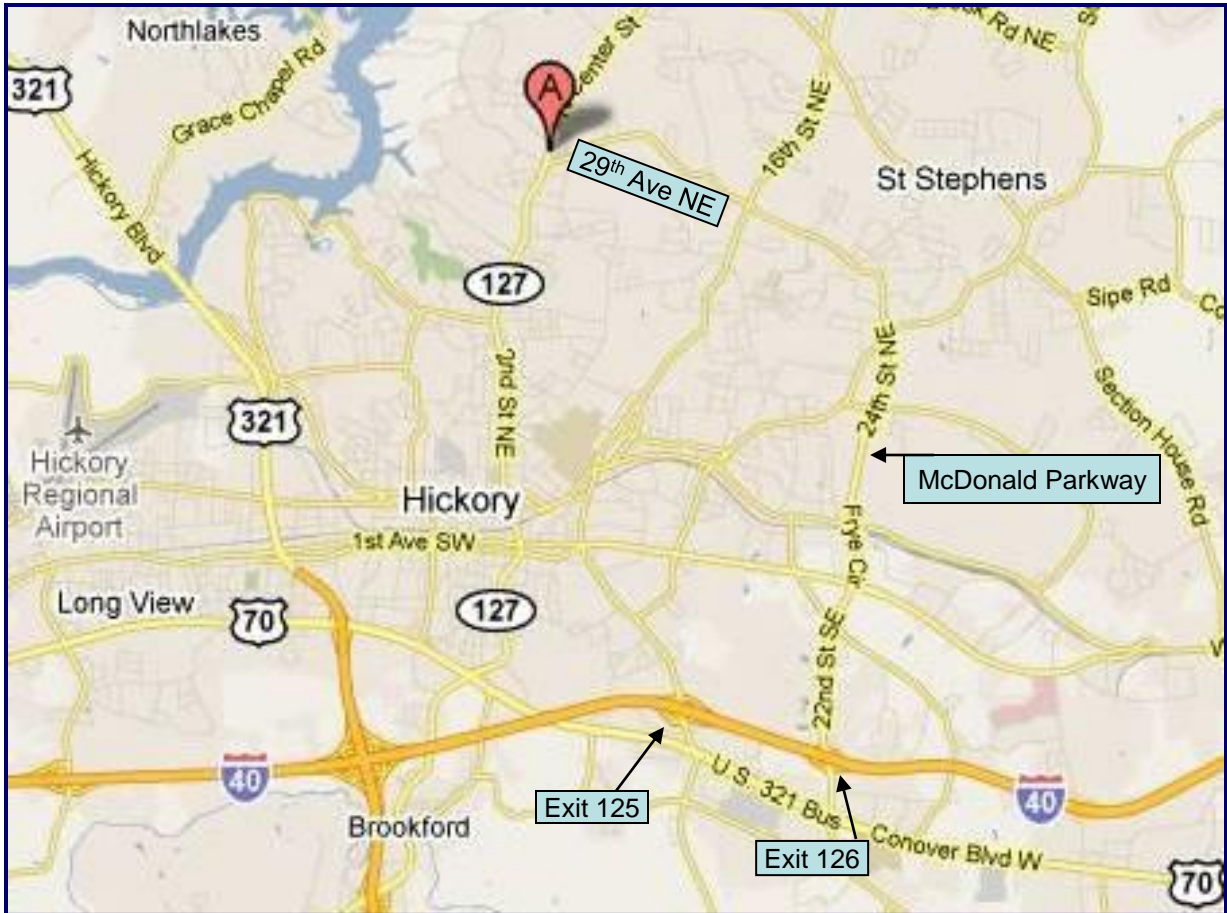 Northlakes
Rd NE
321
Grace Chapel Rd
Center St
A
Hickory Blvd
29th Ave NE
16th St NE
St Stephens
127
Sipe Rd
2nd St NE
24th St NE
Section House Rd
321
Hickory
Regional
Airport
McDonald Parkway
Hickory
1st Ave SW
Frye Cir
Long View
70
127
22nd St SE
40
U.S. 321 Bus
40
Exit 125
Brookford
Conover Blvd W
Exit 126
70